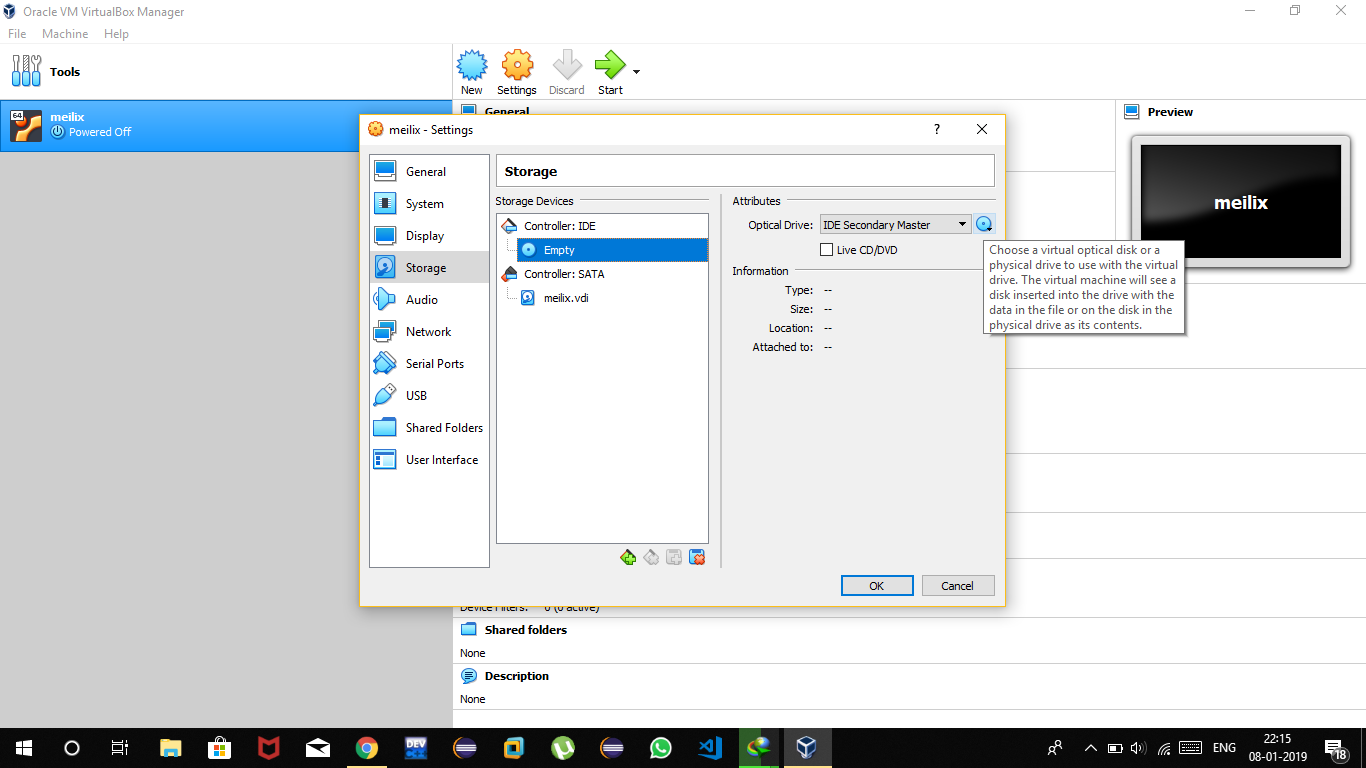 Oracle VM VirtualBox Manager
File Machine Help
Tools
New Settings Discard Start
64
meilix
Powered Off
General
Preview
meilix
meilix - Settings
?
General
System
Display
Storage
Audio
Network
Serial Ports
USB
Shared Folders
User Interface
Storage
Storage Devices
Controller: IDE
Empty
Controller: SATA
meilix.vdi
Attributes
Optical Drive: IDE Secondary Master
Live CD/DVD
Information
Type: --
Size: --
Location: --
Attached to: --
Choose a virtual optical disk or a
physical drive to use with the virtual
drive. The virtual machine will see a
disk inserted into the drive with the
data in the file or on the disk in the
physical drive as its contents.
OK Cancel
Device Filters: 0 (0 active)
Shared folders
None
Description
None
DEV
ENG
22:15
08-01-2019
18